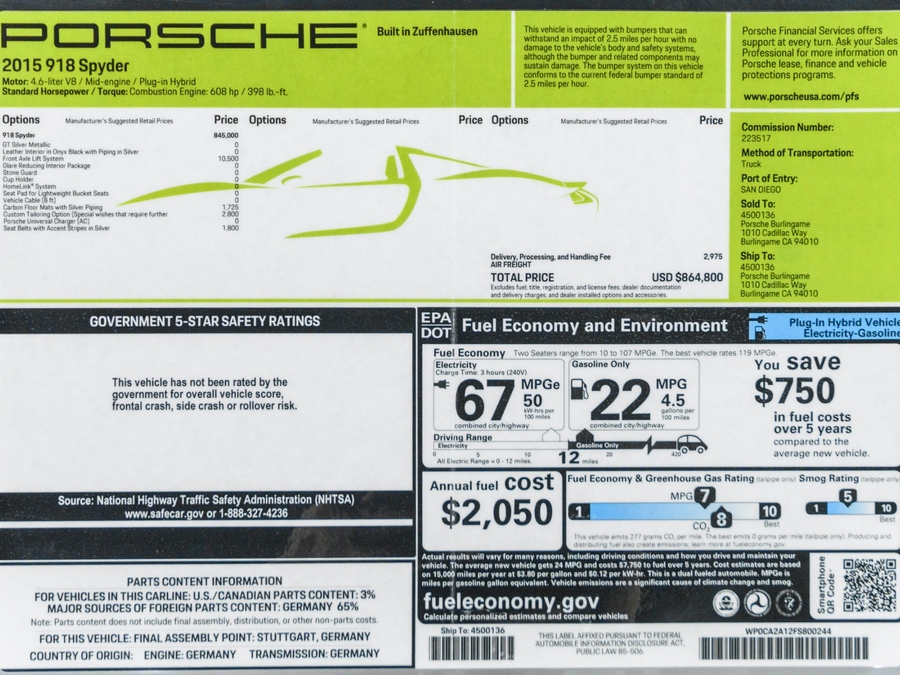 PORSCHE
Built in Zuffenhausen
2015 918 Spyder
Motor: 4.6-liter V8 / Mid-engine / Plug-in Hybrid
Standard Horsepower / Torque: Combustion Engine: 608 hp / 398 lb.-ft.
This vehicle is equipped with bumpers that can
withstand an impact of 2.5 miles per hour with no
damage to the vehicle's body and safety systems,
although the bumper and related components may
sustain damage. The bumper system on this vehicle
conforms to the current federal bumper standard of
2.5 miles per hour.
Porsche Financial Services offers
support at every turn. Ask your Sales
Professional for more information on
Porsche lease, finance and vehicle
protections programs.
www.porscheusa.com/pfs
Options Manufacturer's Suggested Retail Prices Price
Options Manufacturer's Suggested Retail Prices Price
Options Manufacturer's Suggested Retail Prices Price
918 Spyder 845,000
GT Silver Metallic 0
Leather Interior in Onyx Black with Piping in Silver 0
Front Axle Lift System 10,500
Glare Reducing Interior Package 0
Stone Guard 0
Cup Holder 0
HomeLink® System 0
Seat Pad for Lightweight Bucket Seats 0
Vehicle Cable (8 ft) 0
Carbon Floor Mats with Silver Piping 1,725
Custom Tailoring Option (Special wishes that require further 2,800
Porsche Universal Charger (AC) 0
Seat Belts with Accent Stripes in Silver 1,800
Delivery, Processing, and Handling Fee 2,975
AIR FREIGHT
TOTAL PRICE USD $864,800
Excludes fuel; title, registration, and license fees, dealer documentation
and delivery charges; and dealer installed options and accessories.
Commission Number:
223517
Method of Transportation:
Truck
Port of Entry:
SAN DIEGO
Sold To:
4500136
Porsche Burlingame
1010 Cadillac Way
Burlingame CA 94010
Ship To:
4500136
Porsche Burlingame
1010 Cadillac Way
Burlingame CA 94010
GOVERNMENT 5-STAR SAFETY RATINGS
This vehicle has not been rated by the
government for overall vehicle score,
frontal crash, side crash or rollover risk.
Source: National Highway Traffic Safety Administration (NHTSA)
www.safecar.gov or 1-888-327-4236
PARTS CONTENT INFORMATION
FOR VEHICLES IN THIS CARLINE: U.S./CANADIAN PARTS CONTENT: 3%
MAJOR SOURCES OF FOREIGN PARTS CONTENT: GERMANY 65%
Note: Parts content does not include final assembly, distribution, or other non-parts costs.
FOR THIS VEHICLE: FINAL ASSEMBLY POINT: STUTTGART, GERMANY
COUNTRY OF ORIGIN: ENGINE: GERMANY TRANSMISSION: GERMANY
EPA
DOT
Fuel Economy and Environment
Plug-In Hybrid Vehicle
Electricity-Gasoline
Fuel Economy Two Seaters range from 10 to 107 MPGe. The best vehicle rates 119 MPGe.
Electricity
Charge Time: 3 hours (240V)
67 MPGe
50
kW-hrs per
100 miles
combined city/highway
Gasoline Only
22 MPG
4.5
gallons per
100 miles
combined city/highway
Driving Range
Electricity Gasoline Only
0 5 10 20 420
All Electric Range = 0 - 12 miles 12 miles
You save
$750
in fuel costs
over 5 years
compared to the
average new vehicle.
Annual fuel cost
$2,050
Fuel Economy & Greenhouse Gas Rating (tailpipe only)
MPG 7
1 10
Best
CO2 8
Smog Rating (tailpipe only)
5
1 10
Best
This vehicle emits 277 grams CO2 per mile. The best emits 0 grams per mile (tailpipe only). Producing and
distributing fuel also create emissions; learn more at fueleconomy.gov.
Actual results will vary for many reasons, including driving conditions and how you drive and maintain your
vehicle. The average new vehicle gets 24 MPG and $7,750 to fuel over 5 years. Cost estimates are based
on 15,000 miles per year at $3.80 per gallon and $0.12 per kW-hr. This is a dual fueled automobile. MPGe is
miles per gasoline gallon equivalent. Vehicle emissions are a significant cause of climate change and smog.
fueleconomy.gov
Calculate personalized estimates and compare vehicles
Smartphone
QR Code
Ship To: 4500136
THIS LABEL AFFIXED PURSUANT TO FEDERAL
AUTOMOBILE INFORMATION DISCLOSURE ACT,
PUBLIC LAW 85-506.
WP0CA2A12FS800244